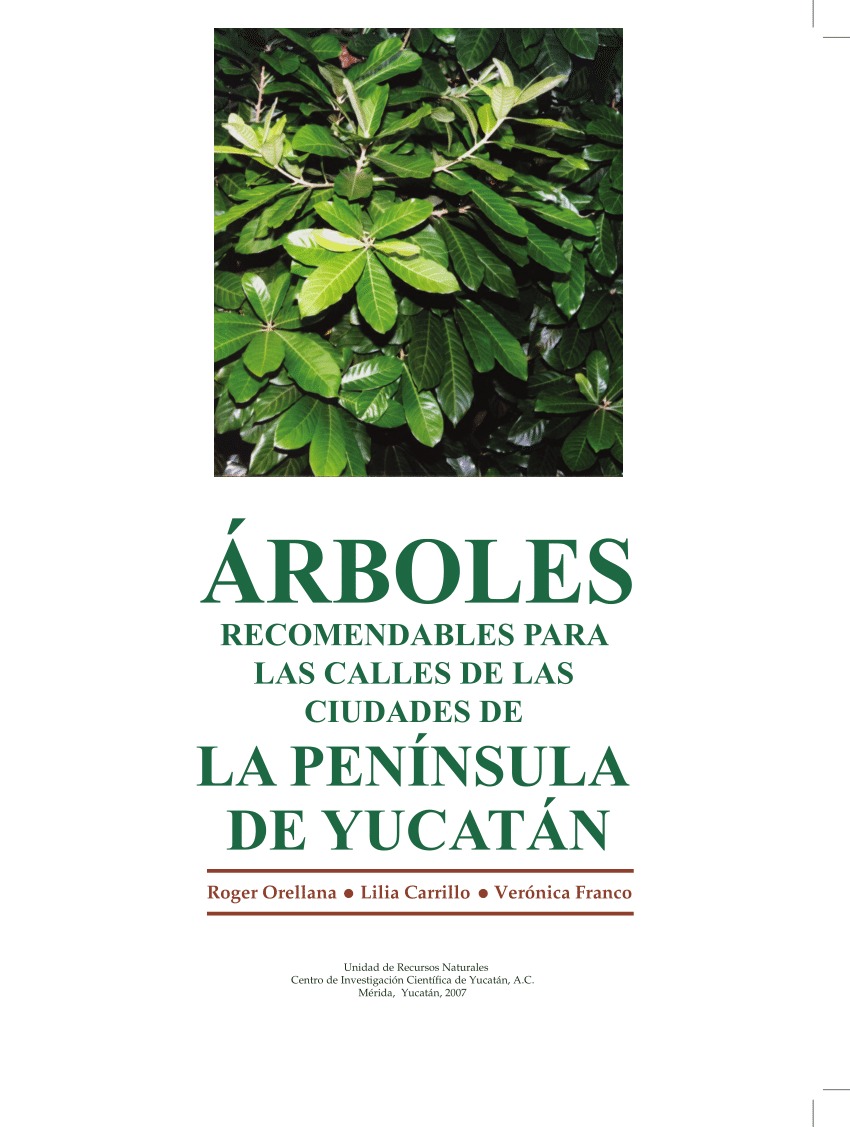 ÁRBOLES
RECOMENDABLES PARA
LAS CALLES DE LAS
CIUDADES DE
LA PENÍNSULA
DE YUCATÁN
Roger Orellana ● Lilia Carrillo ● Verónica Franco
Unidad de Recursos Naturales
Centro de Investigación Científica de Yucatán, A.C.
Mérida, Yucatán, 2007